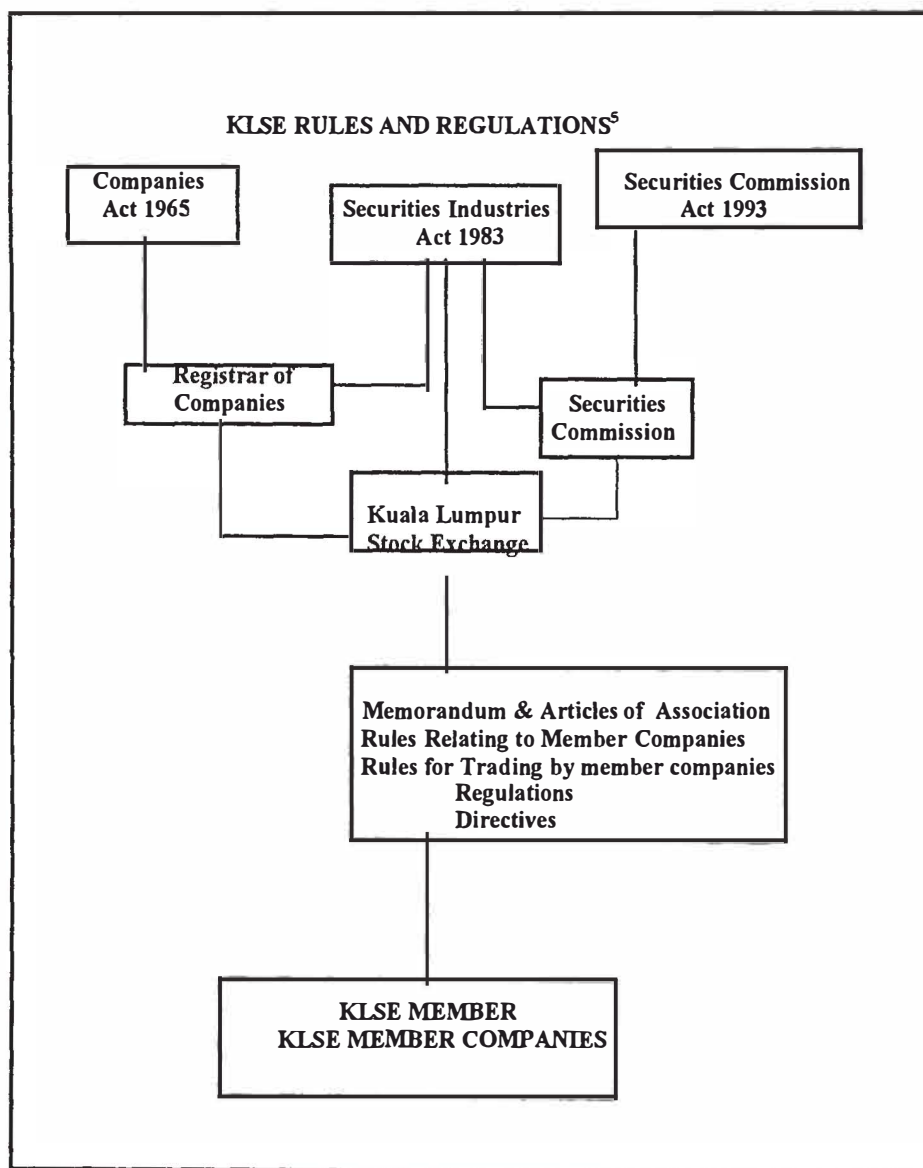 KLSE RULES AND REGULATIONS⁵
Companies
Act 1965
Securities Industries
Act 1983
Securities Commission
Act 1993
Registrar of
Companies
Securities
Commission
Kuala Lumpur
Stock Exchange
Memorandum & Articles of Association
Rules Relating to Member Companies
Rules for Trading by member companies
Regulations
Directives
KLSE MEMBER
KLSE MEMBER COMPANIES